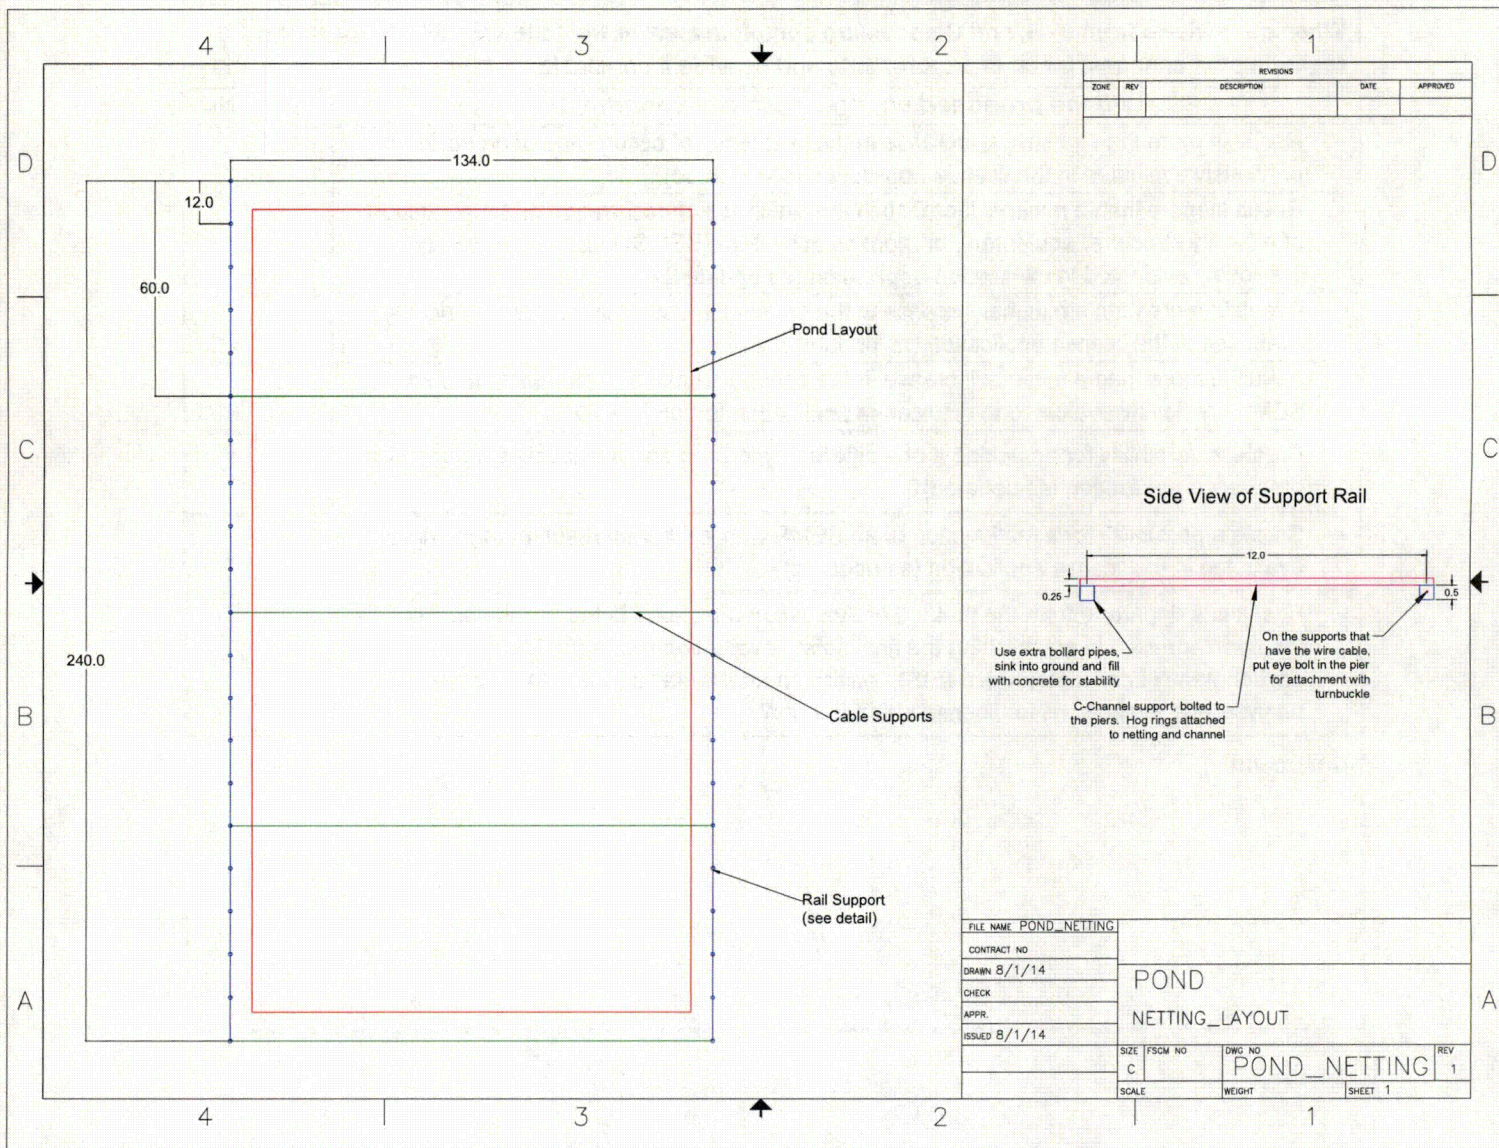 4
3
2
1
REVISIONS
ZONE
REV
DESCRIPTION
DATE
APPROVED
D
D
134.0
12.0
60.0
Pond Layout
C
C
Side View of Support Rail
12.0
0.25
0.5
Use extra bollard pipes,
sink into ground and fill
with concrete for stability
On the supports that
have the wire cable,
put eye bolt in the pier
for attachment with
turnbuckle
C-Channel support, bolted to
the piers. Hog rings attached
to netting and channel
240.0
Cable Supports
B
B
Rail Support
(see detail)
FILE NAME POND_NETTING
CONTRACT NO
DRAWN 8/1/14
CHECK
APPR.
ISSUED 8/1/14
POND
NETTING_LAYOUT
SIZE
C
FSCM NO
DWG NO
POND_NETTING
REV
1
SCALE
WEIGHT
SHEET 1
A
A
4
3
2
1